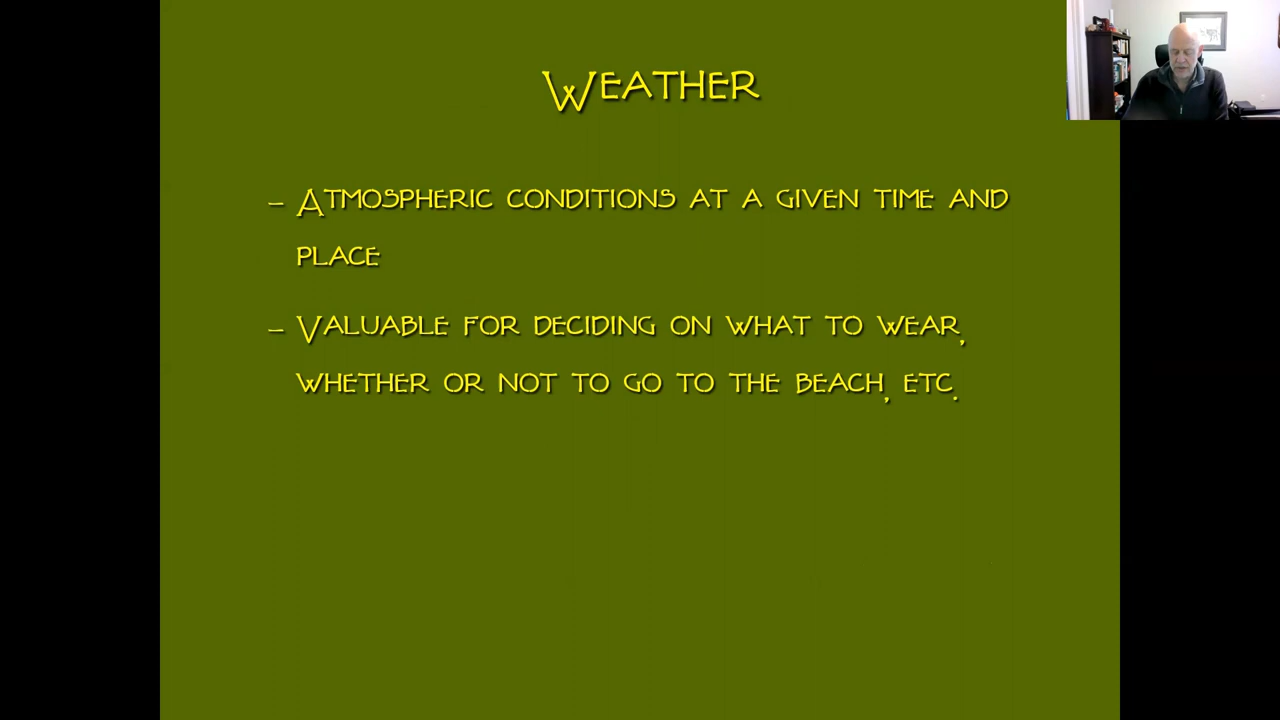 Weather
– Atmospheric conditions at a given time and
place
– Valuable for deciding on what to wear,
whether or not to go to the beach, etc.